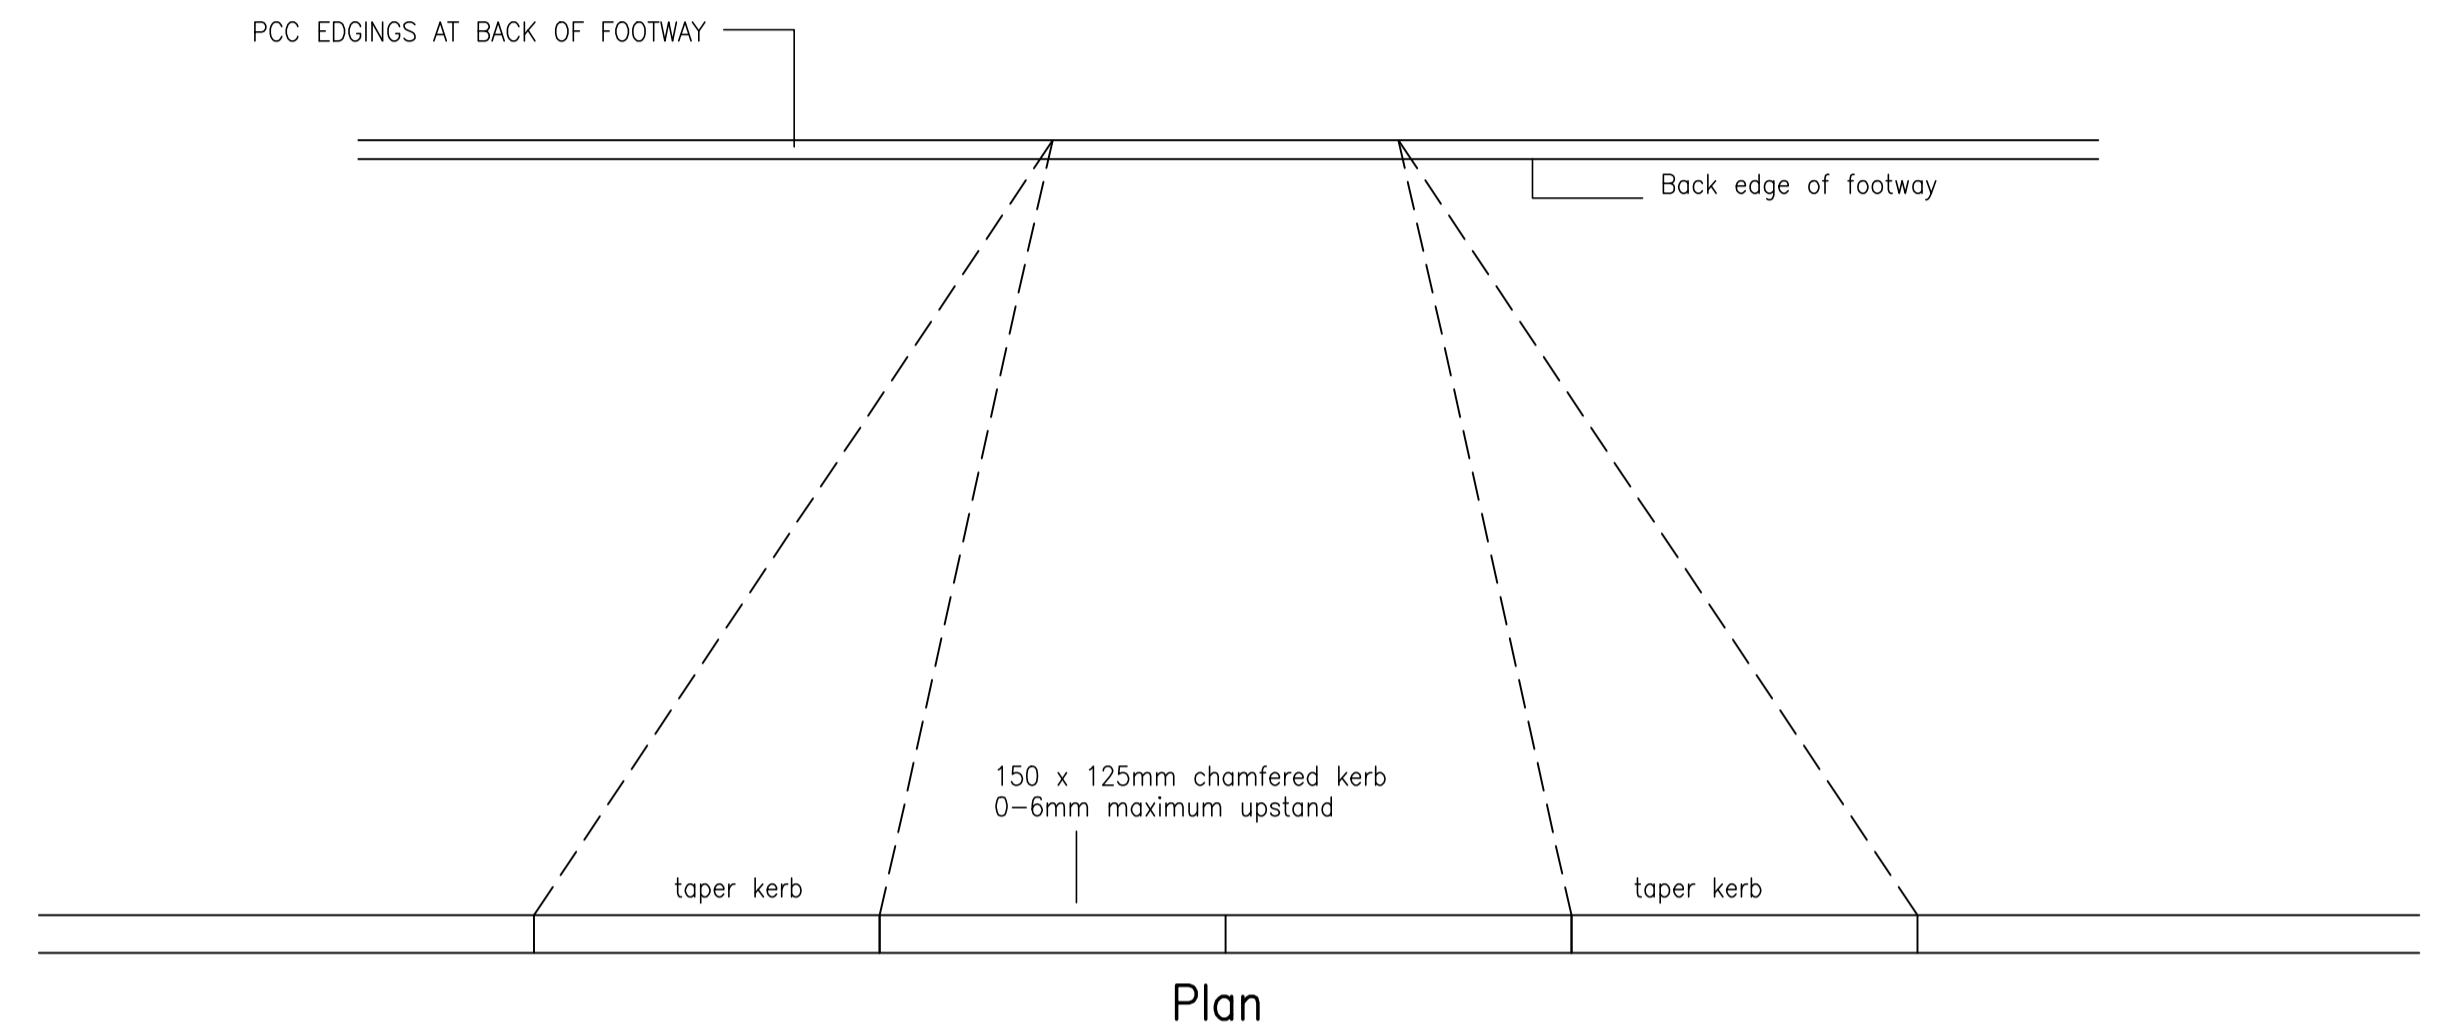 PCC EDGINGS AT BACK OF FOOTWAY
Back edge of footway
150 x 125mm chamfered kerb
0-6mm maximum upstand
taper kerb
taper kerb
Plan